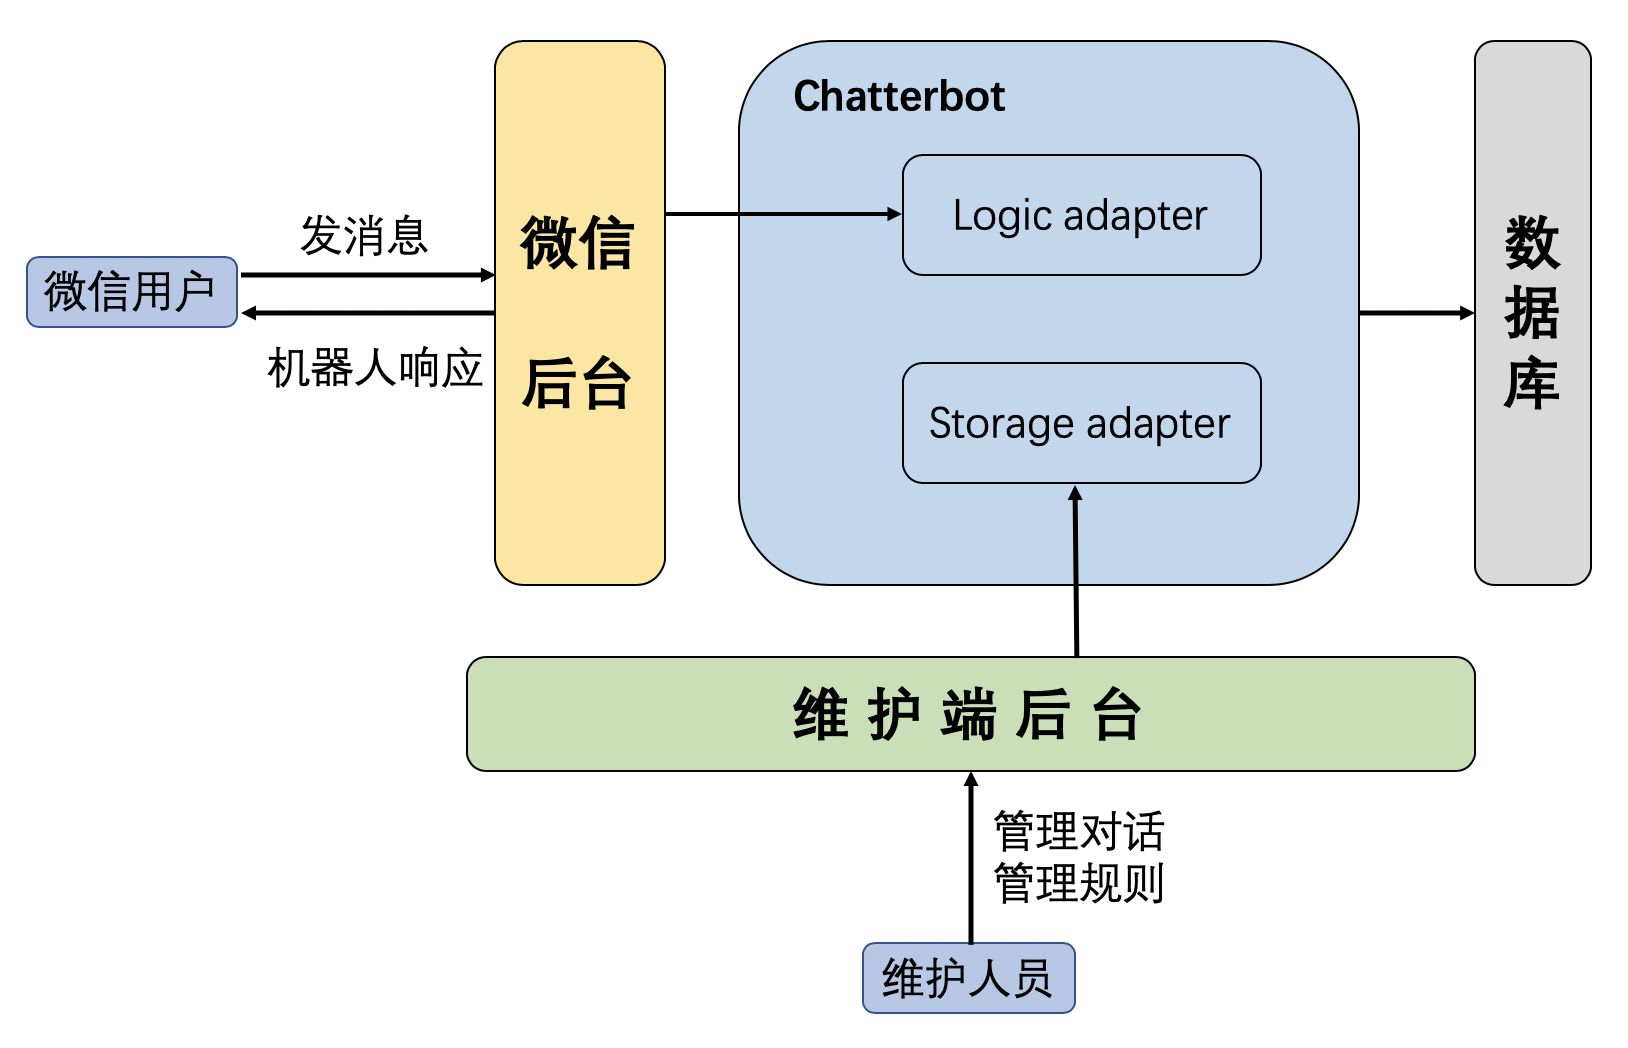 Chatterbot
Logic adapter
Storage adapter
发消息
微信用户
机器人响应
微信
后台
数
据
库
维护端后台
管理对话
管理规则
维护人员